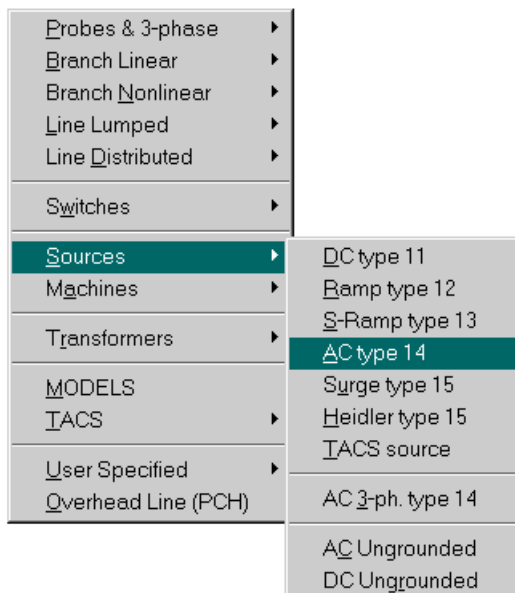 Probes & 3-phase
Branch Linear
Branch Nonlinear
Line Lumped
Line Distributed
Switches
Sources
Machines
Transformers
MODELS
TACS
User Specified
Overhead Line (PCH)
DC type 11
Ramp type 12
S-Ramp type 13
AC type 14
Surge type 15
Heidler type 15
TACS source
AC 3-ph. type 14
AC Ungrounded
DC Ungrounded